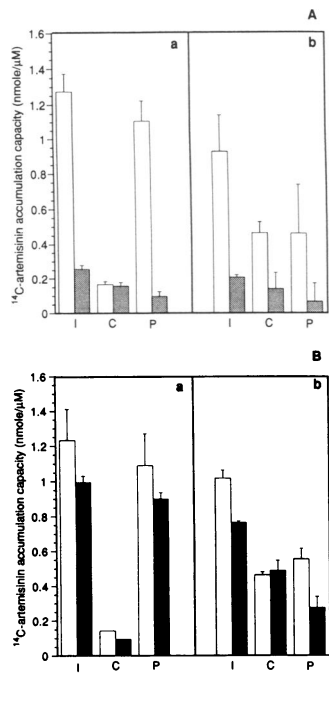 A
¹⁴C-artemisinin accumulation capacity (nmole/µM)
1.6
1.4
1.2
1
0.8
0.6
0.4
0.2
0
a
b
I C P I C P
B
¹⁴C-artemisinin accumulation capacity (nmole/µM)
1.6
1.4
1.2
1
0.8
0.6
0.4
0.2
0
a
b
I C P I C P